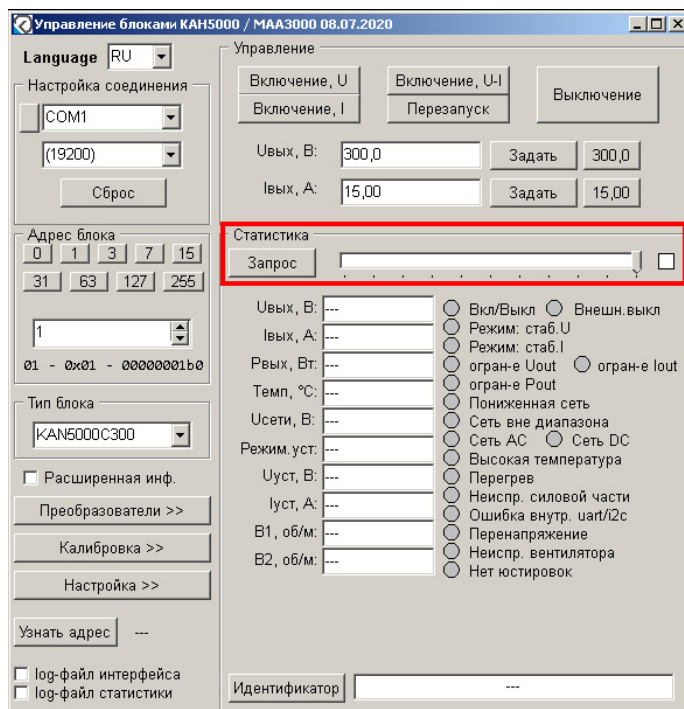 Управление блоками КАН5000 / МАА3000 08.07.2020
Language RU
Настройка соединения
COM1
(19200)
Сброс
Адрес блока
0 1 3 7 15
31 63 127 255
1
01 - 0x01 - 00000001b0
Тип блока
KAN5000C300
Расширенная инф.
Преобразователи >>
Калибровка >>
Настройка >>
Узнать адрес ---
log-файл интерфейса
log-файл статистики
Управление
Включение, U Включение, U-I Выключение
Включение, I Перезапуск
Uвых, В: 300,0 Задать 300,0
Iвых, А: 15,00 Задать 15,00
Статистика
Запрос
Uвых, В: ---
Iвых, А: ---
Pвых, Вт: ---
Темп, °C: ---
Uсети, В: ---
Режим.уст: ---
Uуст, В: ---
Iуст, А: ---
В1, об/м: ---
В2, об/м: ---
Вкл/Выкл Внешн.выкл
Режим: стаб.U
Режим: стаб.I
огран-е Uout огран-е Iout
огран-е Pout
Пониженная сеть
Сеть вне диапазона
Сеть AC Сеть DC
Высокая температура
Перегрев
Неиспр. силовой части
Ошибка внутр. uart/i2c
Перенапряжение
Неиспр. вентилятора
Нет юстировок
Идентификатор ---